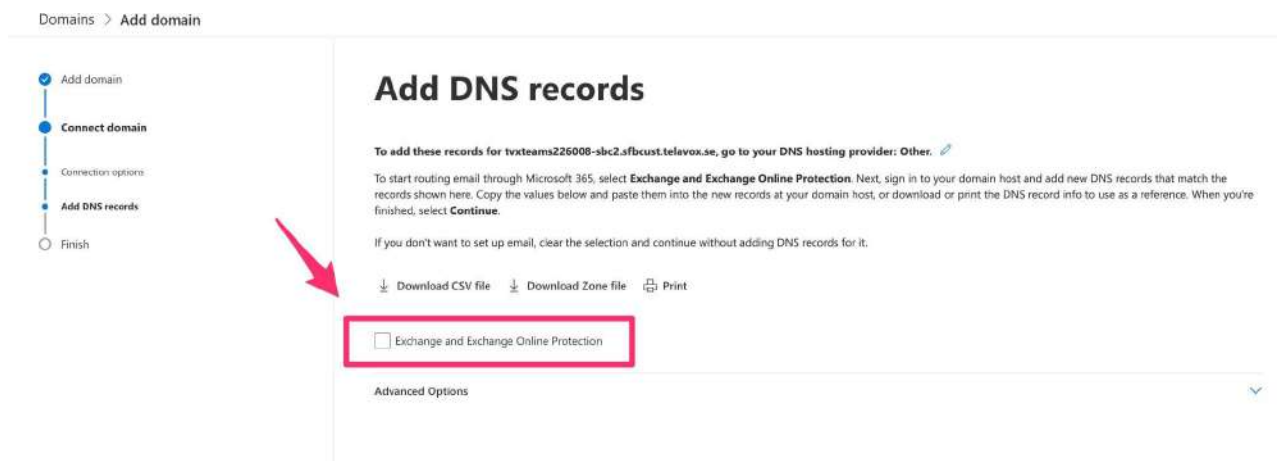 Domains > Add domain
Add domain
Connect domain
Connection options
Add DNS records
Finish
Add DNS records
To add these records for tvxteams226008-sbc2.sfbcust.telavox.se, go to your DNS hosting provider: Other.
To start routing email through Microsoft 365, select Exchange and Exchange Online Protection. Next, sign in to your domain host and add new DNS records that match the
records shown here. Copy the values below and paste them into the new records at your domain host, or download or print the DNS record info to use as a reference. When you're
finished, select Continue.
If you don't want to set up email, clear the selection and continue without adding DNS records for it.
Download CSV file Download Zone file Print
Exchange and Exchange Online Protection
Advanced Options